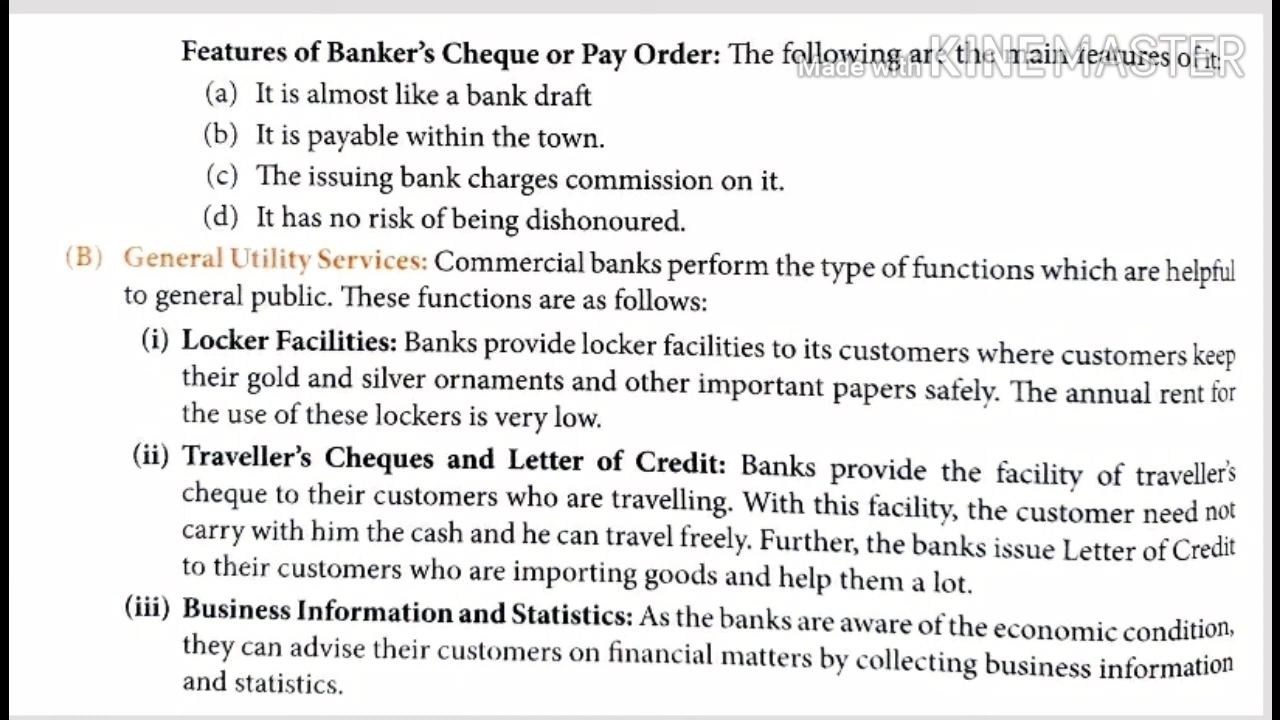 Features of Banker's Cheque or Pay Order: The following are the main features of it:
Made with KINEMASTER
(a) It is almost like a bank draft
(b) It is payable within the town.
(c) The issuing bank charges commission on it.
(d) It has no risk of being dishonoured.
(B) General Utility Services: Commercial banks perform the type of functions which are helpful
to general public. These functions are as follows:
(i) Locker Facilities: Banks provide locker facilities to its customers where customers keep
their gold and silver ornaments and other important papers safely. The annual rent for
the use of these lockers is very low.
(ii) Traveller's Cheques and Letter of Credit: Banks provide the facility of traveller's
cheque to their customers who are travelling. With this facility, the customer need not
carry with him the cash and he can travel freely. Further, the banks issue Letter of Credit
to their customers who are importing goods and help them a lot.
(iii) Business Information and Statistics: As the banks are aware of the economic condition,
they can advise their customers on financial matters by collecting business information
and statistics.